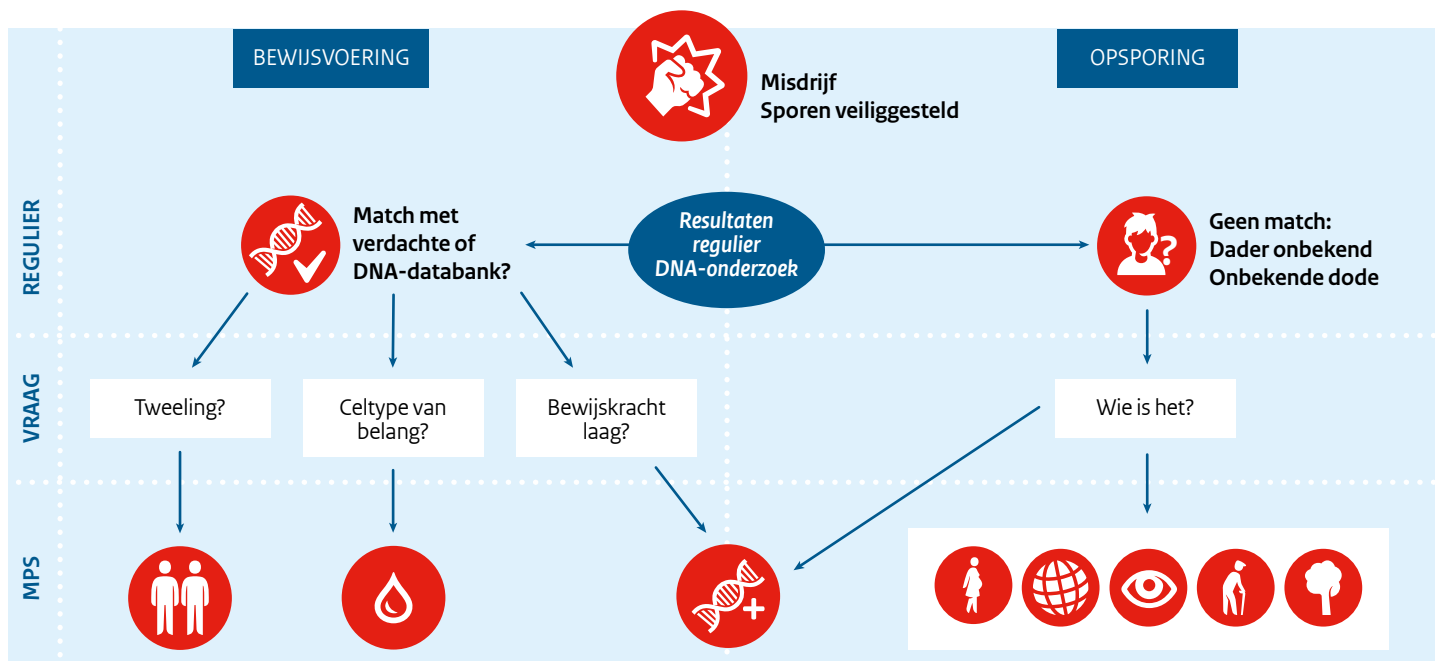 BEWIJSVOERING
OPSPORING
Misdrijf
Sporen veiliggesteld
REGULIER
Match met
verdachte of
DNA-databank?
Resultaten
regulier
DNA-onderzoek
Geen match:
Dader onbekend
Onbekende dode
?
VRAAG
Tweeling?
Celtype van
belang?
Bewijskracht
laag?
Wie is het?
MPS
+